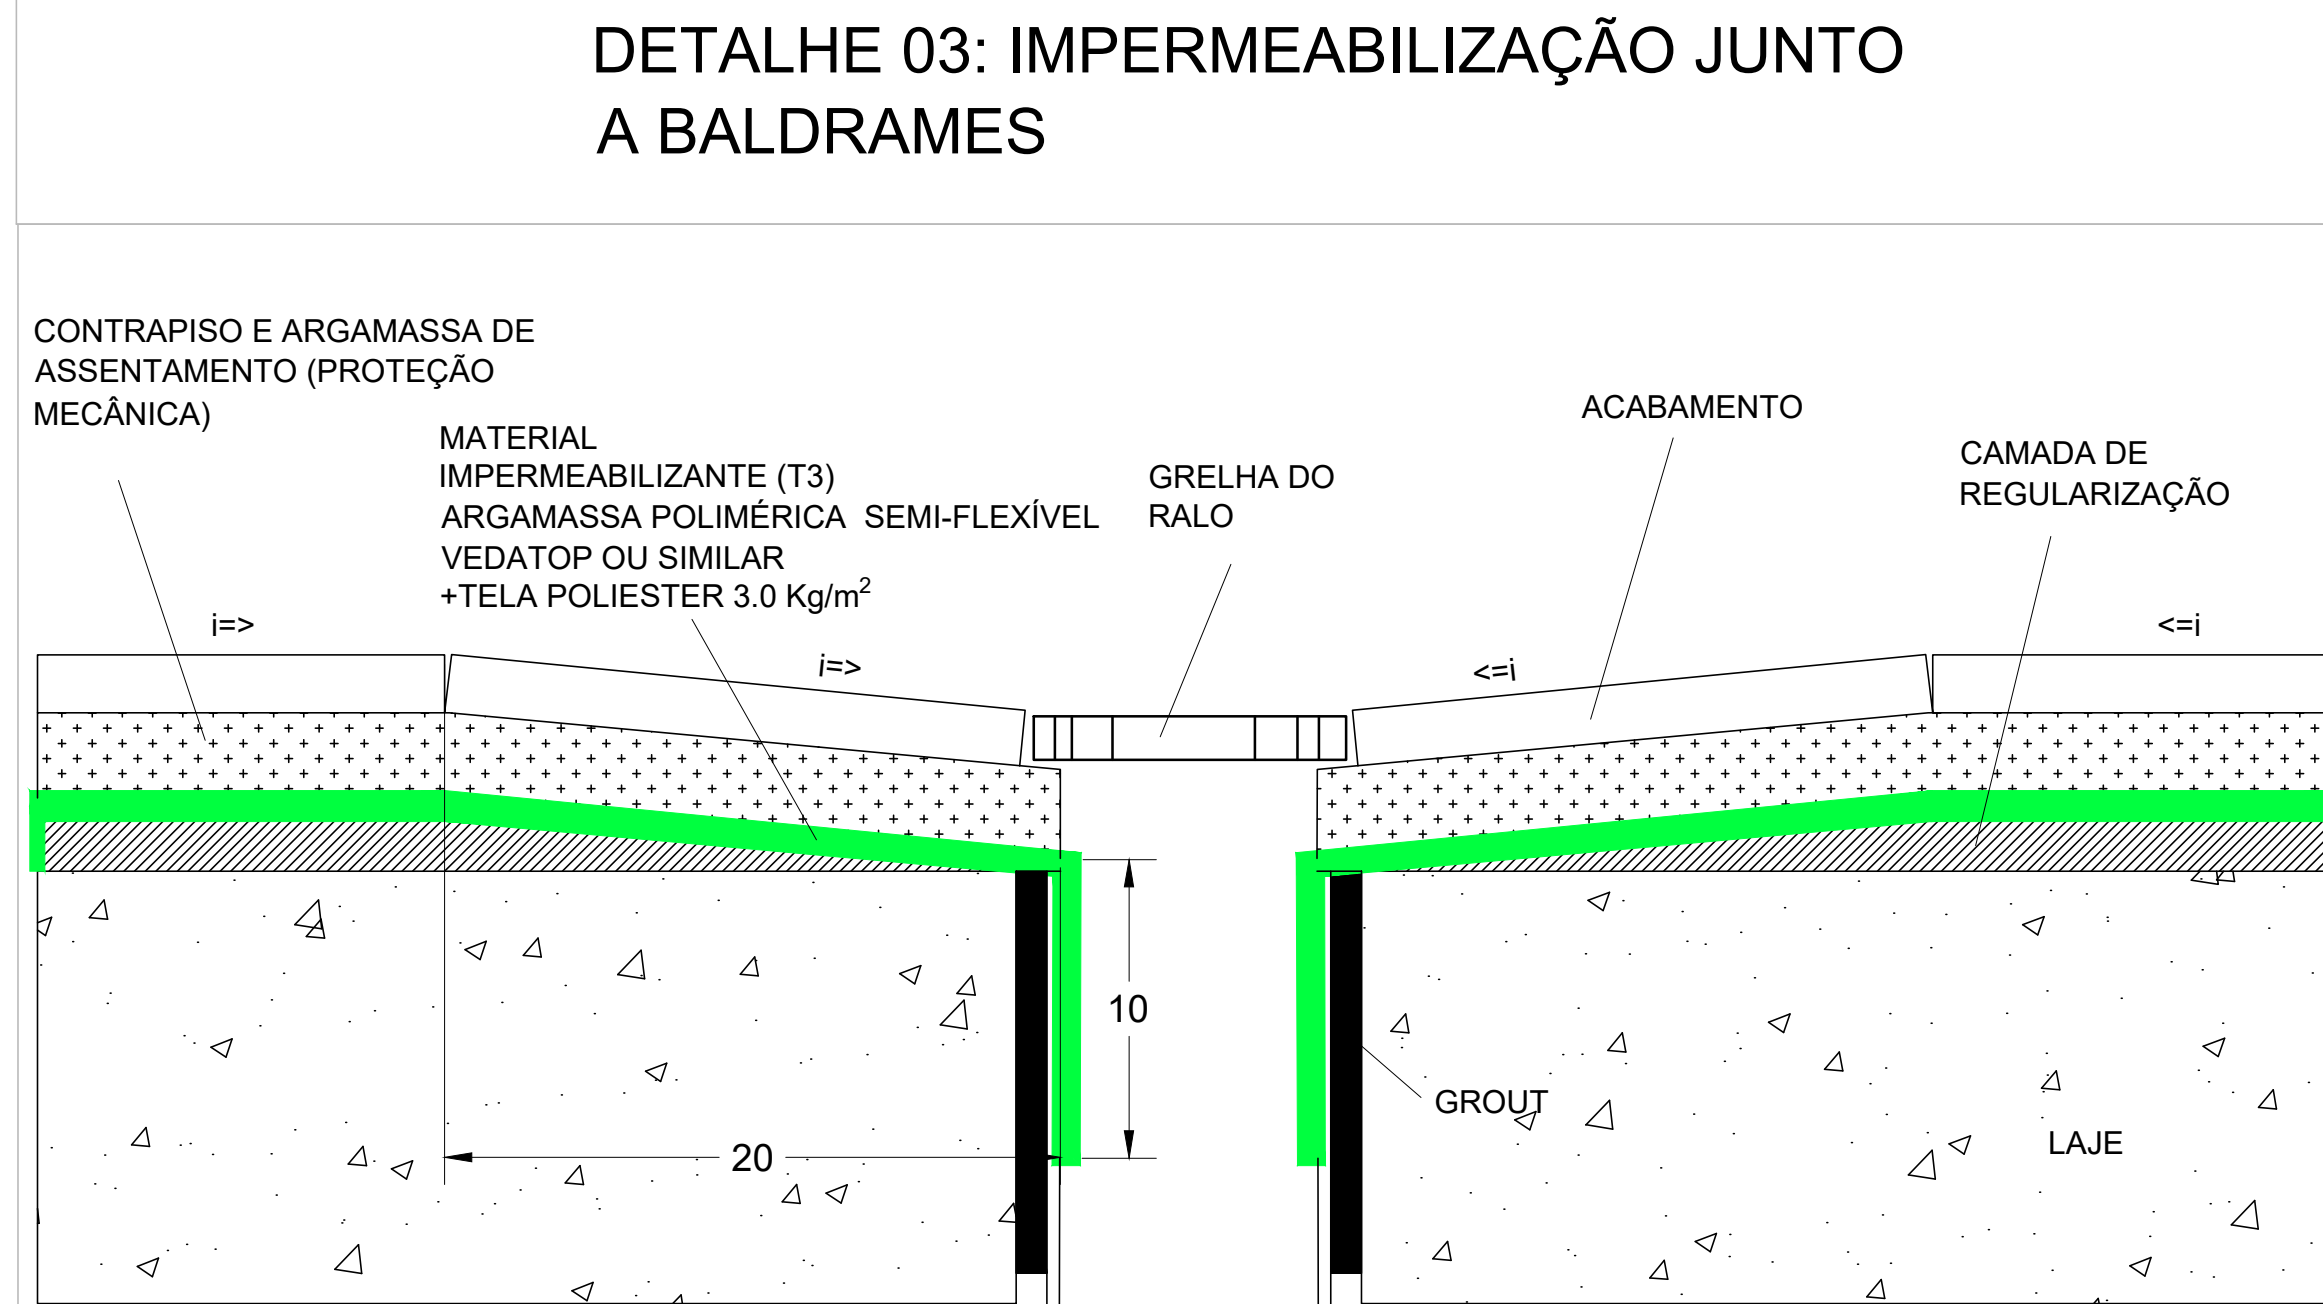 DETALHE 03: IMPERMEABILIZAÇÃO JUNTO
A BALDRAMES
CONTRAPISO E ARGAMASSA DE
ASSENTAMENTO (PROTEÇÃO
MECÂNICA)
MATERIAL
IMPERMEABILIZANTE (T3)
ARGAMASSA POLIMÉRICA  SEMI-FLEXÍVEL
VEDATOP OU SIMILAR
+TELA POLIESTER 3.0 Kg/m²
GRELHA DO
RALO
ACABAMENTO
CAMADA DE
REGULARIZAÇÃO
i=>
i=>
<=i
<=i
10
20
GROUT
LAJE